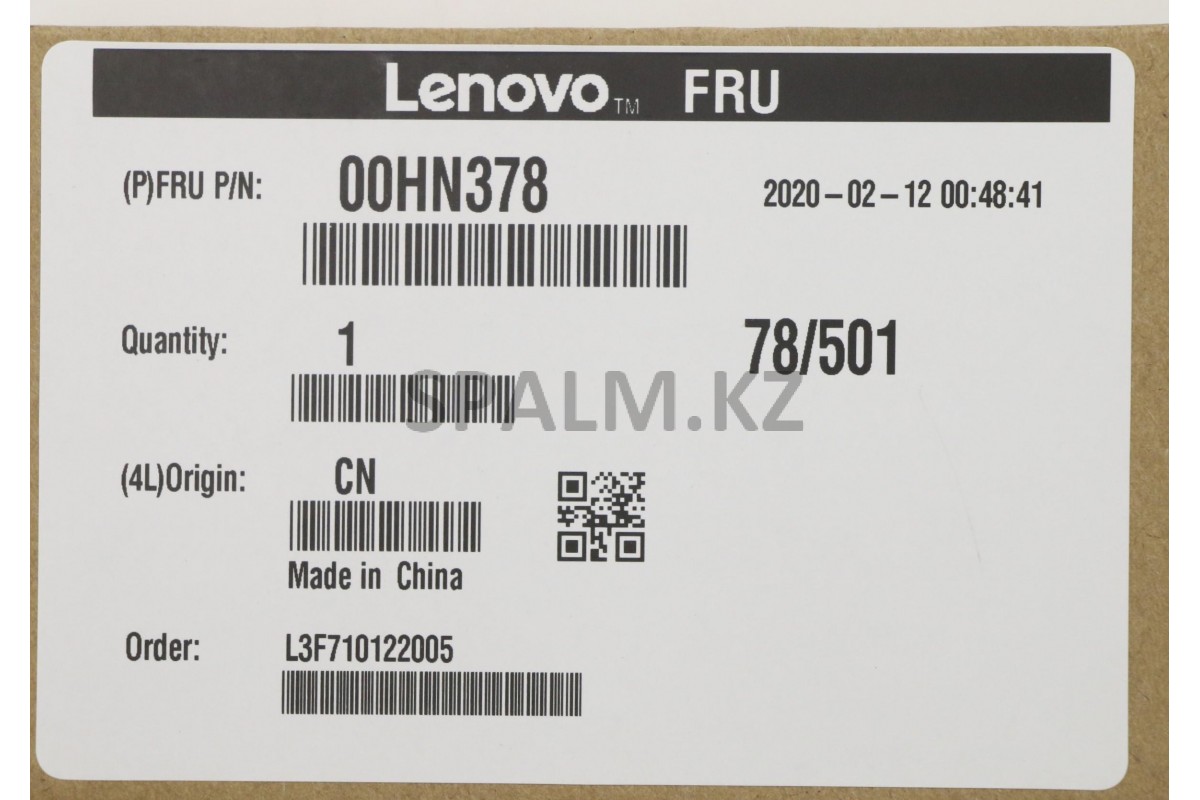 Lenovo™ FRU
(P)FRU P/N: 00HN378 2020-02-12 00:48:41
Quantity: 1 78/501
SPALM.KZ
(4L)Origin: CN
Made in China
Order: L3F710122005